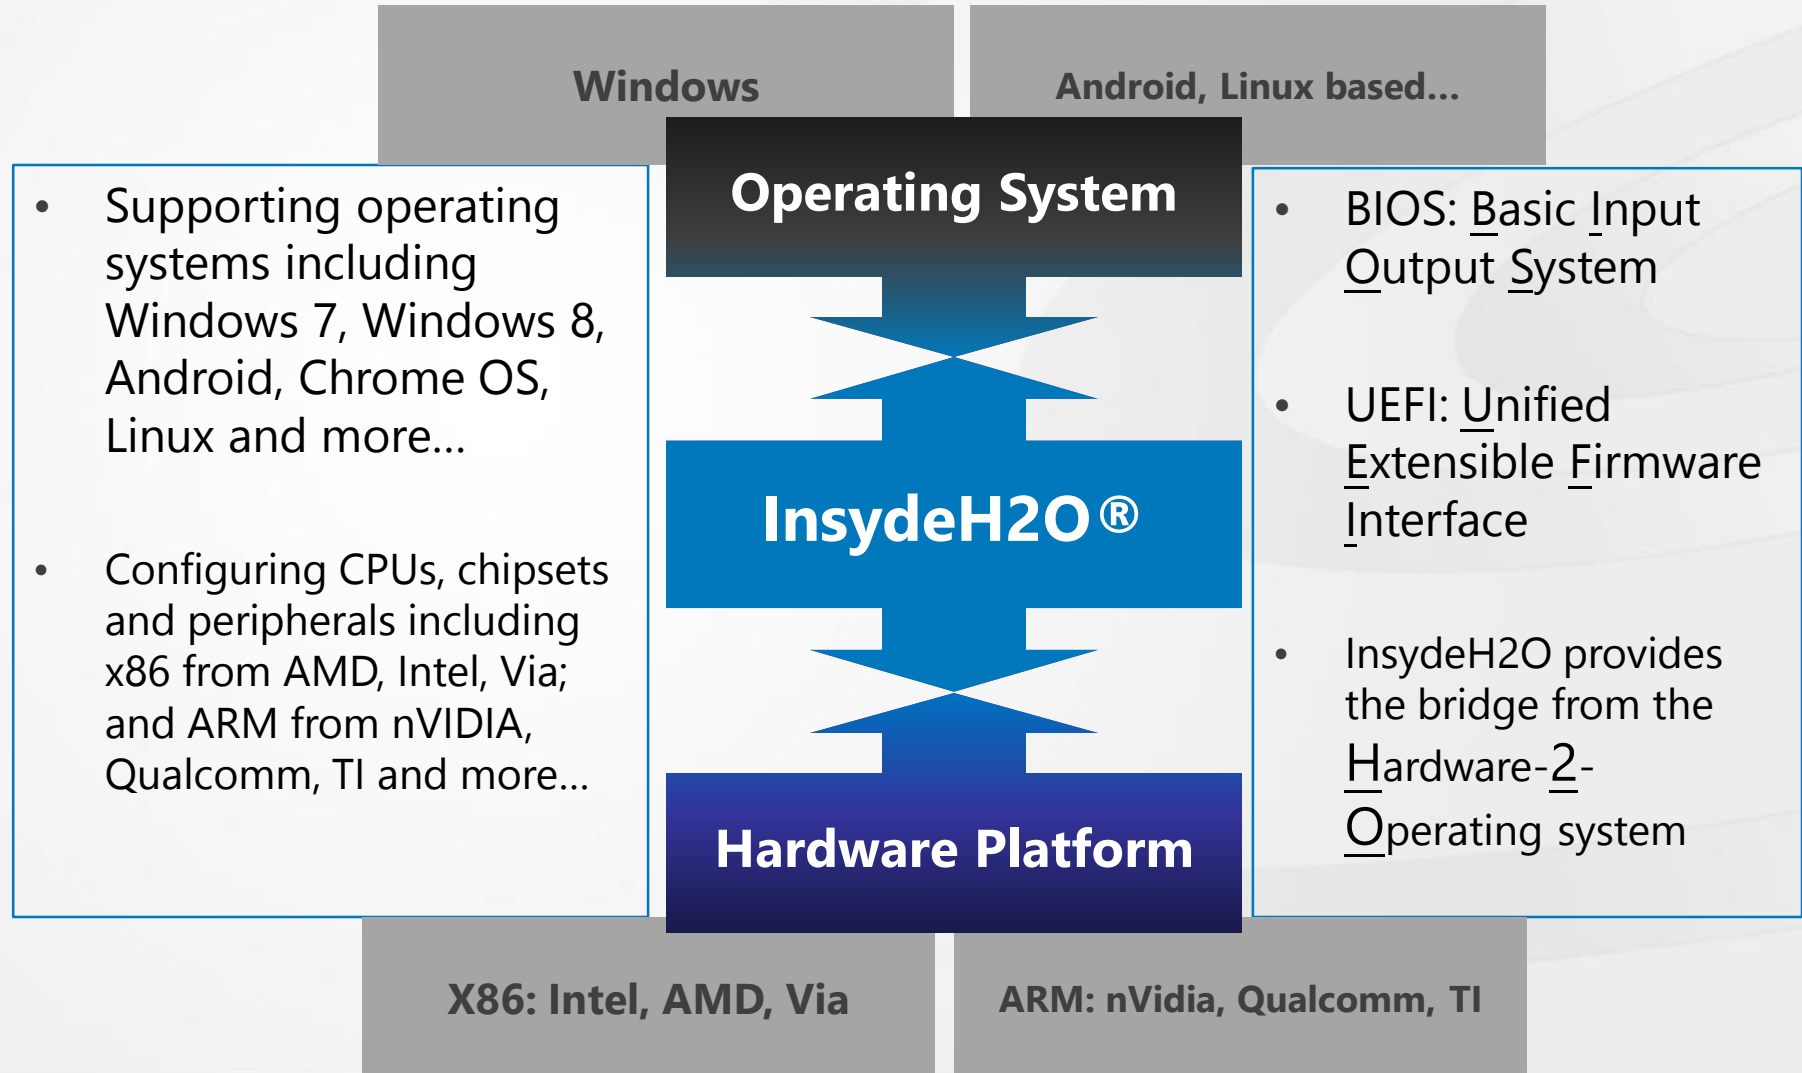 Windows
Android, Linux based...
Operating System
• Supporting operating
systems including
Windows 7, Windows 8,
Android, Chrome OS,
Linux and more...
• Configuring CPUs, chipsets
and peripherals including
x86 from AMD, Intel, Via;
and ARM from nVIDIA,
Qualcomm, TI and more...
InsydeH2O®
Hardware Platform
• BIOS: Basic Input
Output System
• UEFI: Unified
Extensible Firmware
Interface
• InsydeH2O provides
the bridge from the
Hardware-2-
Operating system
X86: Intel, AMD, Via
ARM: nVidia, Qualcomm, TI